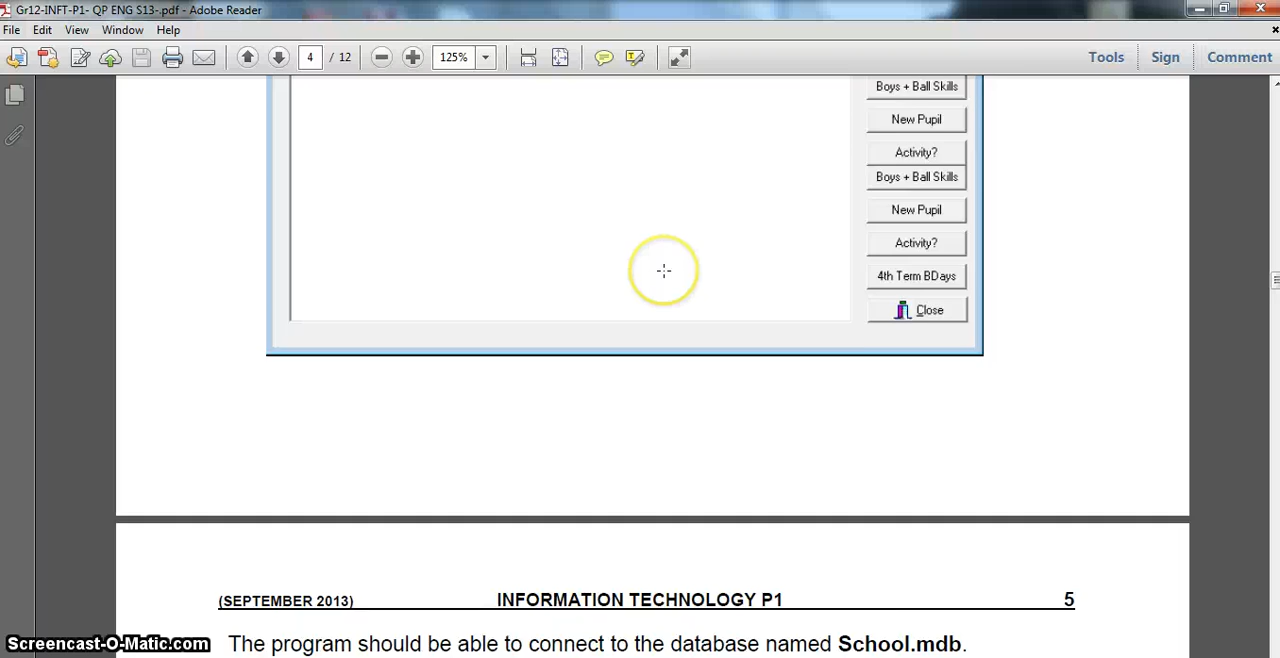 Gr12-INFT-P1- QP ENG S13-.pdf - Adobe Reader
File Edit View Window Help
4 / 12 125% Tools Sign Comment
Boys + Ball Skills
New Pupil
Activity?
Boys + Ball Skills
New Pupil
Activity?
4th Term BDays
Close
(SEPTEMBER 2013) INFORMATION TECHNOLOGY P1 5
The program should be able to connect to the database named School.mdb.
Screencast-O-Matic.com